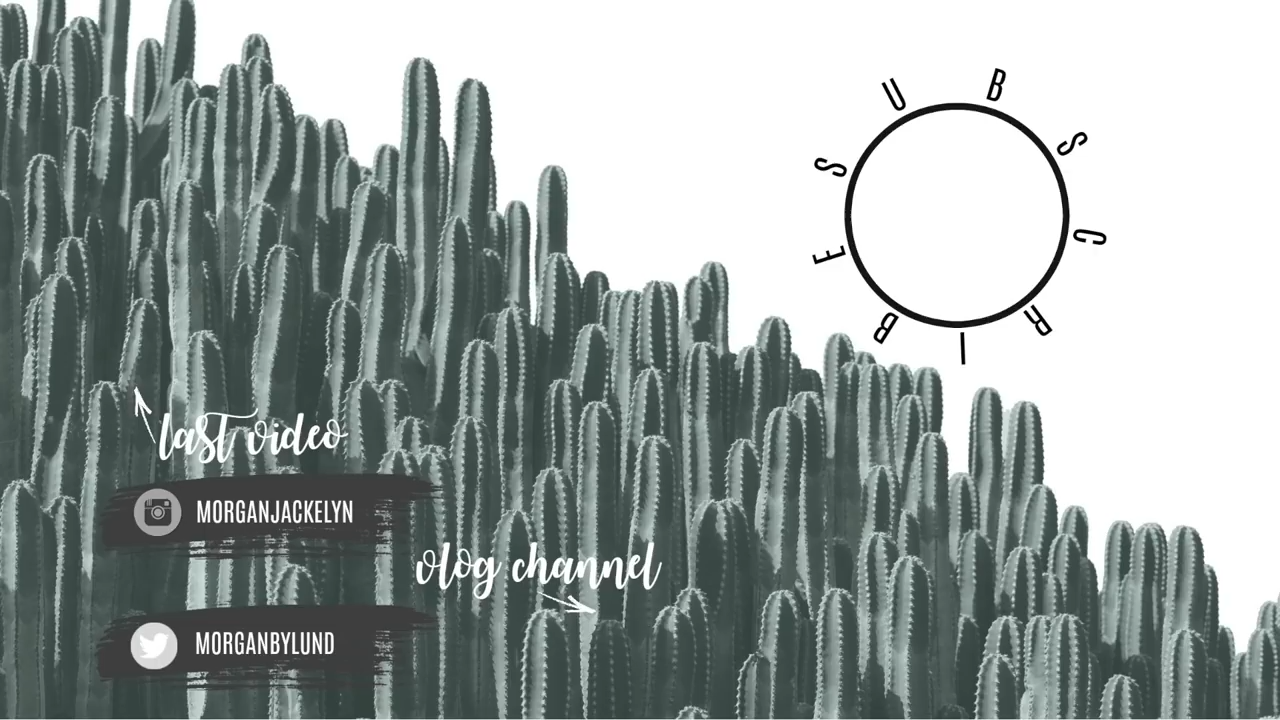 SUBSCRIBE
last video
MORGANJACKELYN
vlog channel
MORGANBYLUND